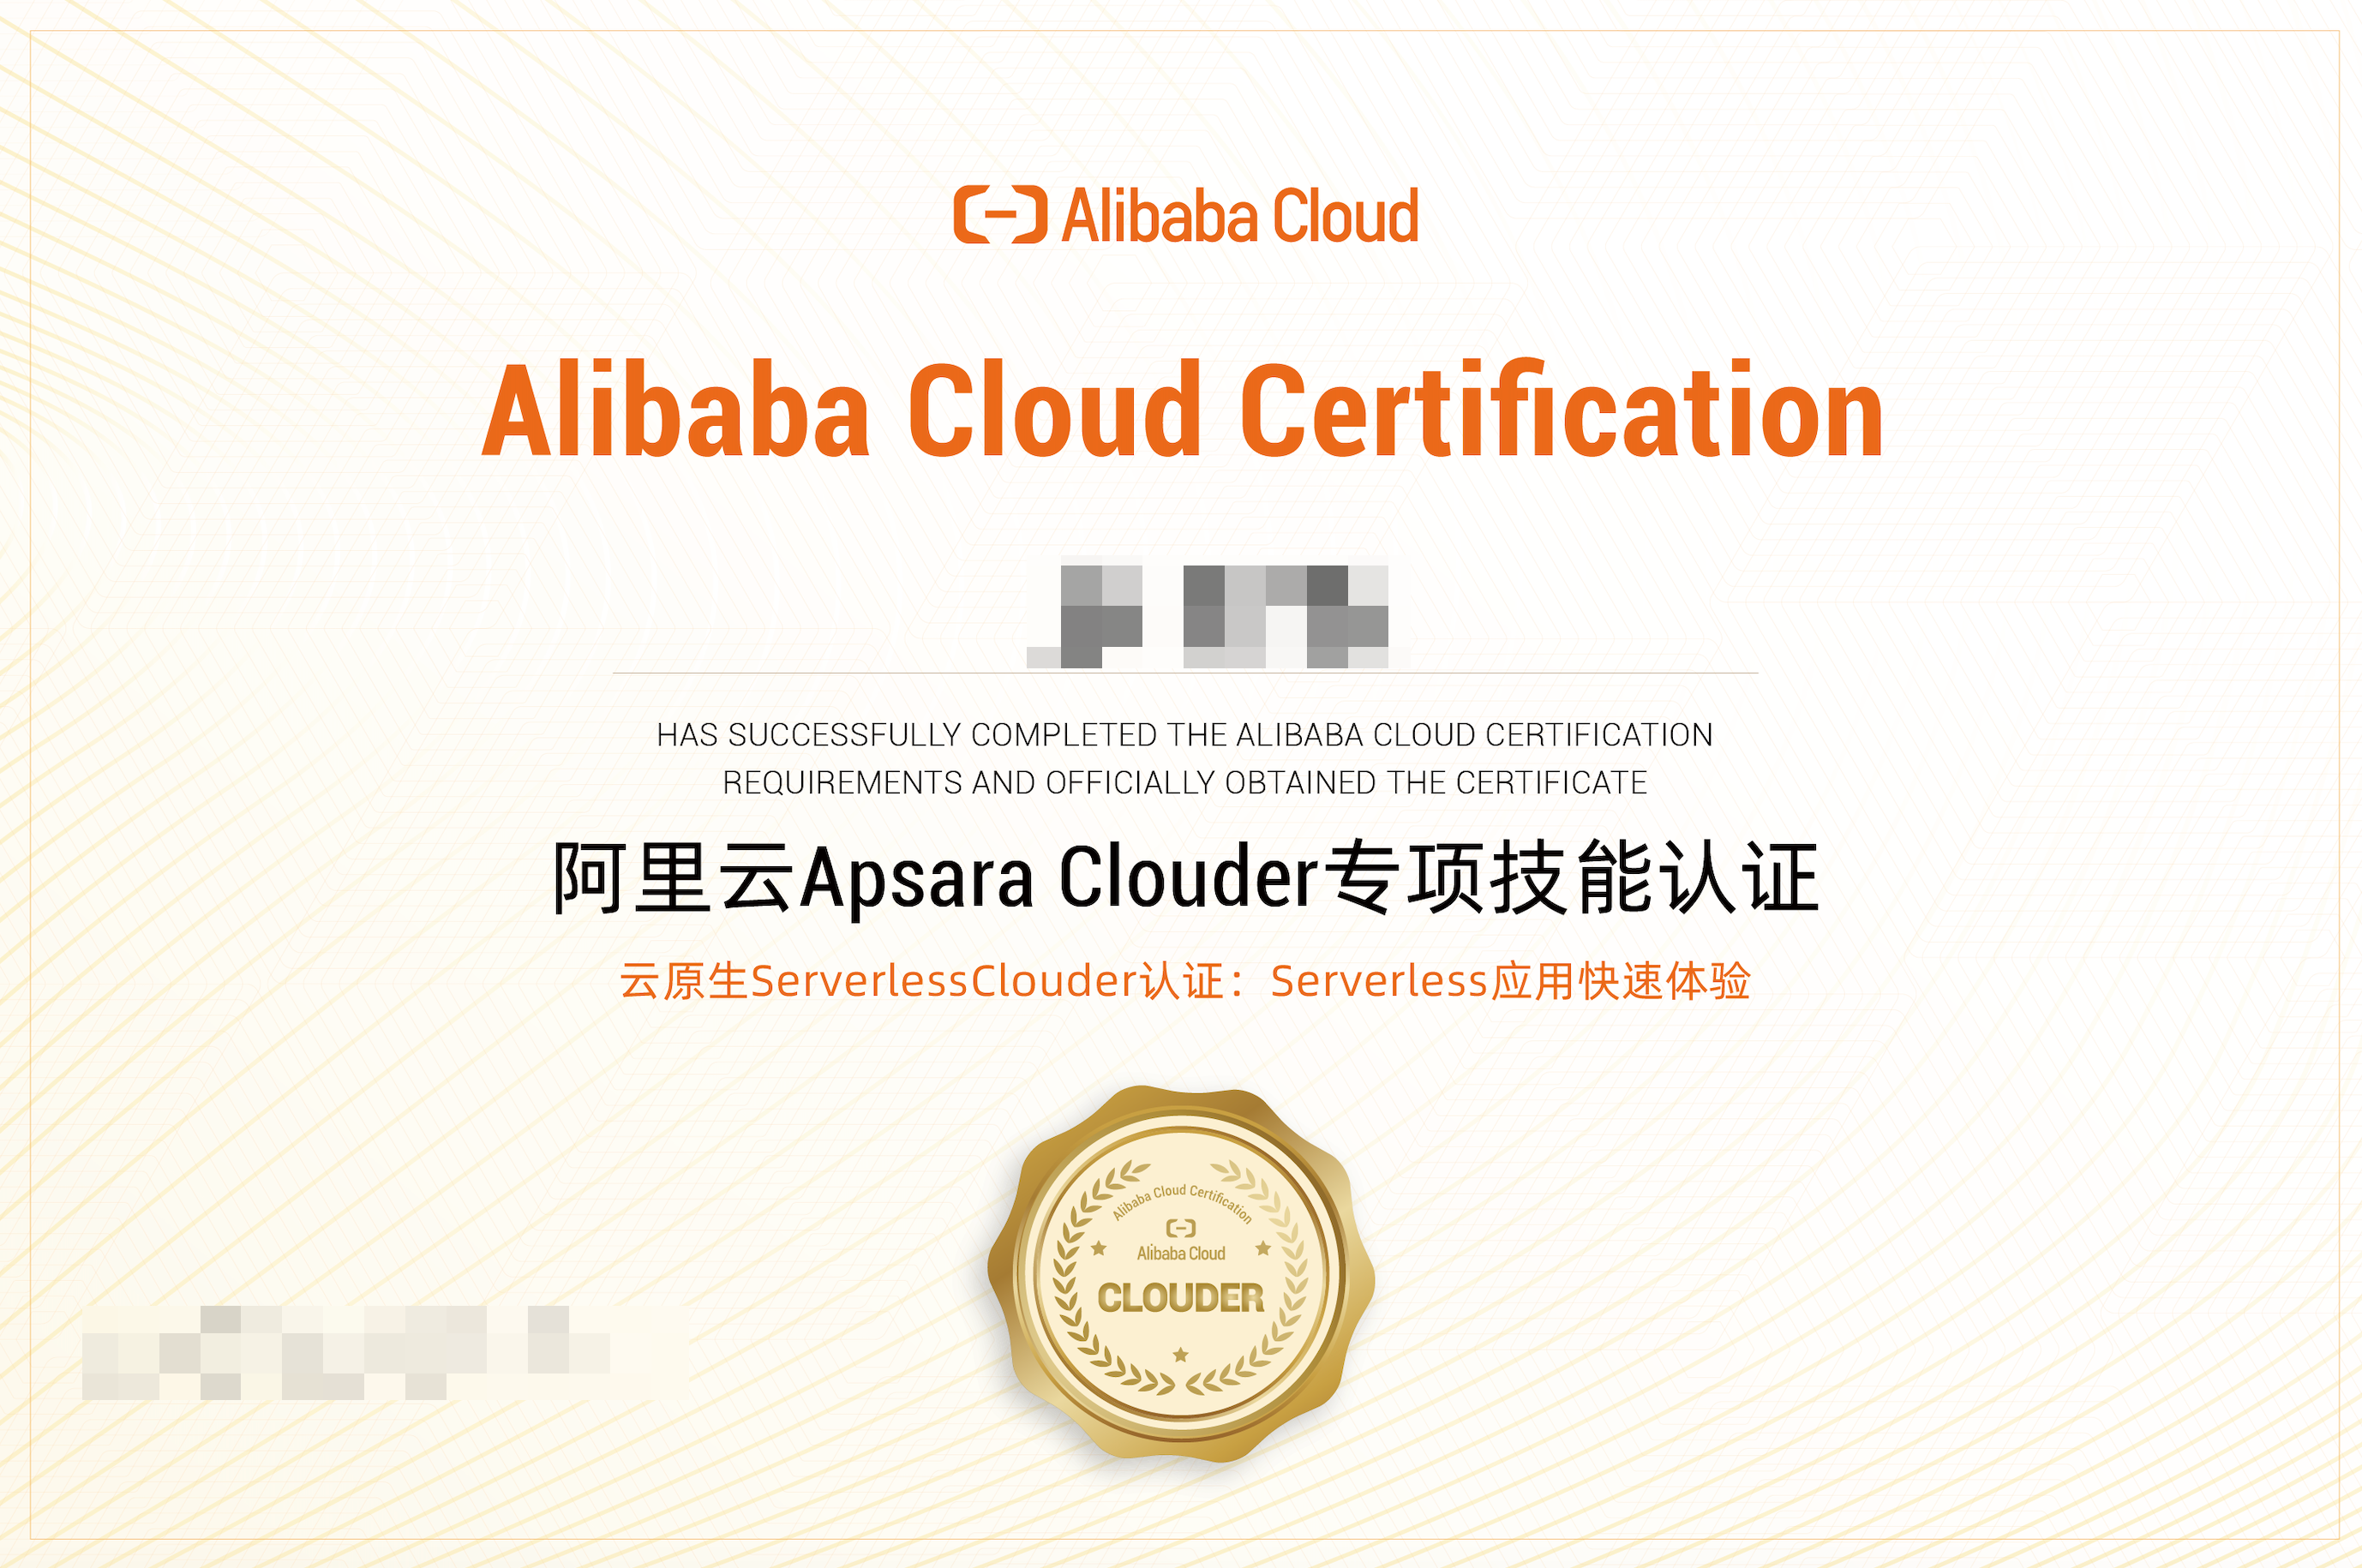 Alibaba Cloud
Alibaba Cloud Certification
HAS SUCCESSFULLY COMPLETED THE ALIBABA CLOUD CERTIFICATION
REQUIREMENTS AND OFFICIALLY OBTAINED THE CERTIFICATE
阿里云Apsara Clouder专项技能认证
云原生ServerlessClouder认证：Serverless应用快速体验
Alibaba Cloud Certification
Alibaba Cloud
CLOUDER